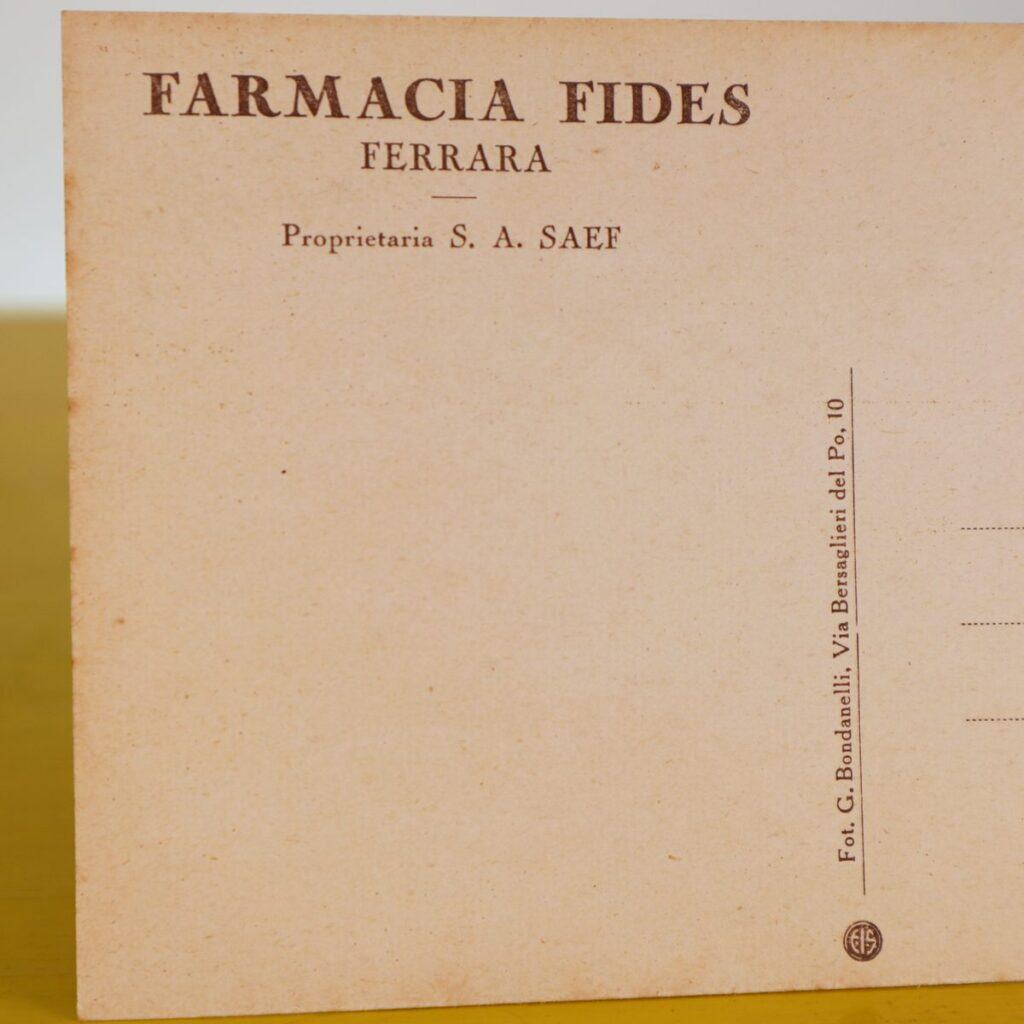 FARMACIA FIDES
FERRARA
Proprietaria S. A. SAEF
Fot. G. Bondanelli, Via Bersaglieri del Po, 10